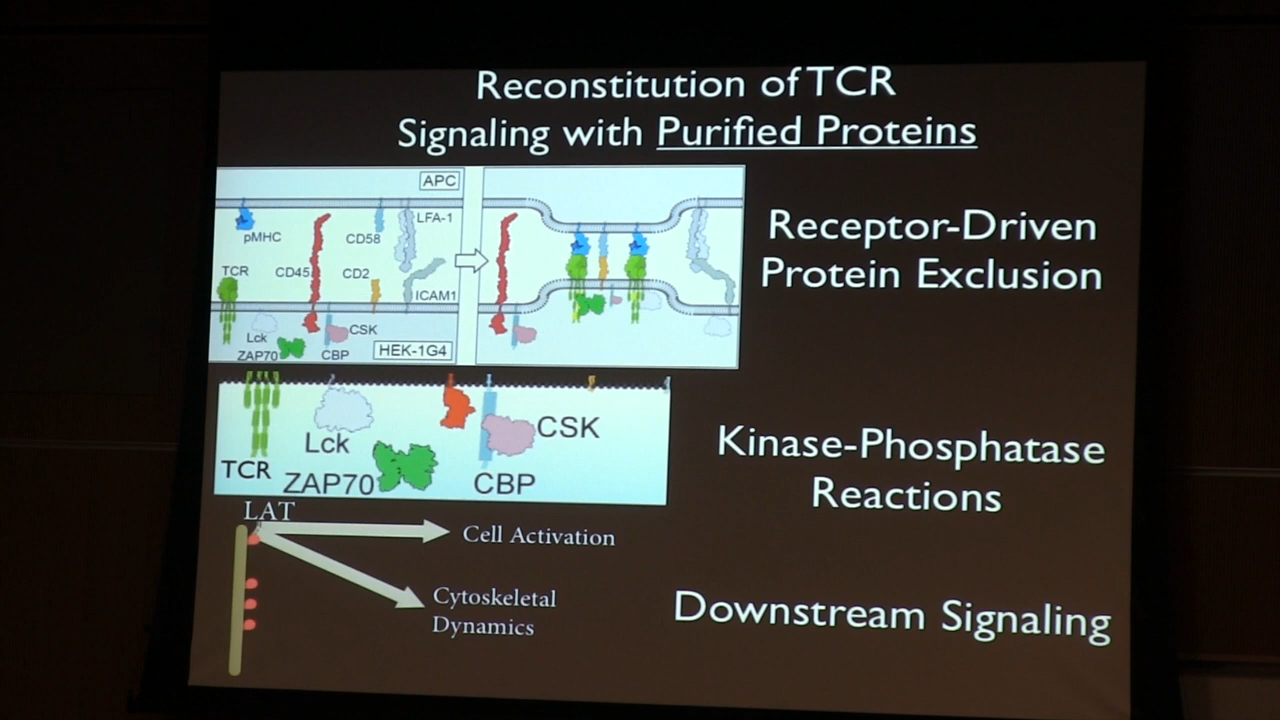 Reconstitution of TCR
Signaling with Purified Proteins
APC
LFA-1
pMHC
CD58
TCR
CD45
CD2
ICAM1
Lck
CSK
ZAP70
CBP
HEK-1G4
Receptor-Driven
Protein Exclusion
Lck
CSK
TCR
ZAP70
CBP
Kinase-Phosphatase
Reactions
LAT
Cell Activation
Cytoskeletal
Dynamics
Downstream Signaling